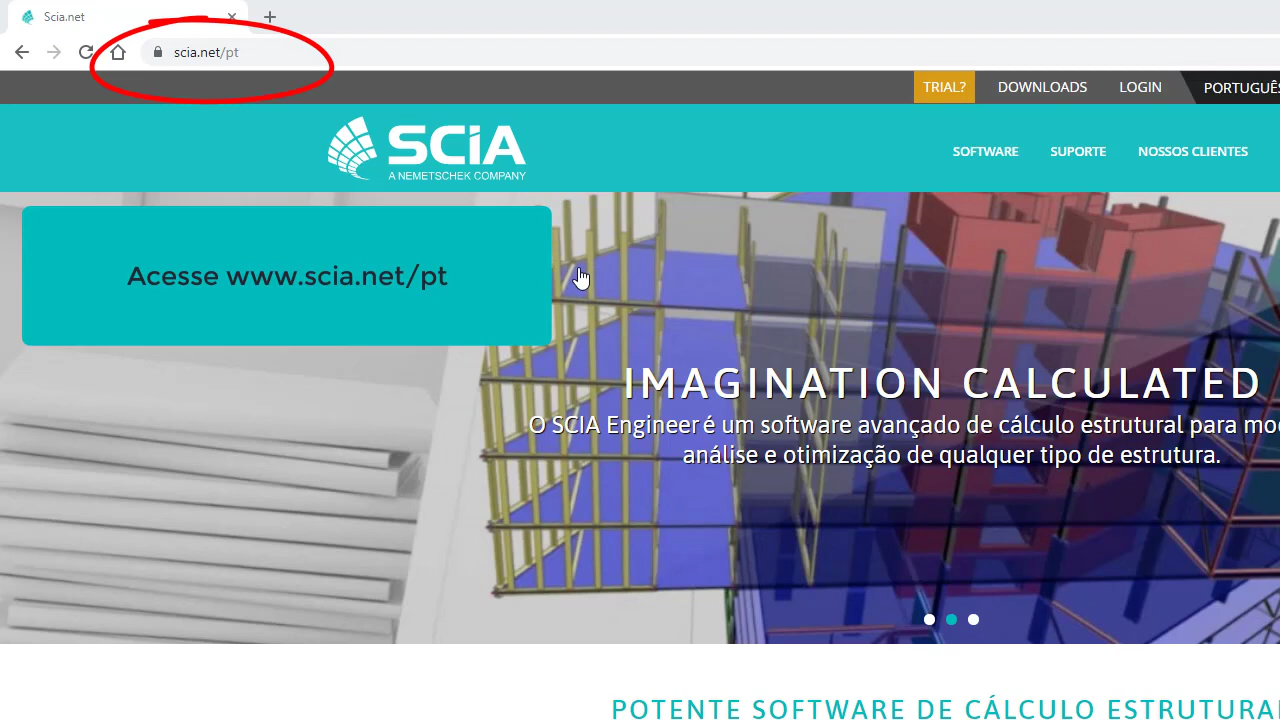 Scia.net
scia.net/pt
TRIAL?
DOWNLOADS
LOGIN
PORTUGUÊS
SCiA
A NEMETSCHEK COMPANY
SOFTWARE
SUPORTE
NOSSOS CLIENTES
Acesse www.scia.net/pt
IMAGINATION CALCULATED
O SCIA Engineer é um software avançado de cálculo estrutural para mo
análise e otimização de qualquer tipo de estrutura.
POTENTE SOFTWARE DE CÁLCULO ESTRUTURA